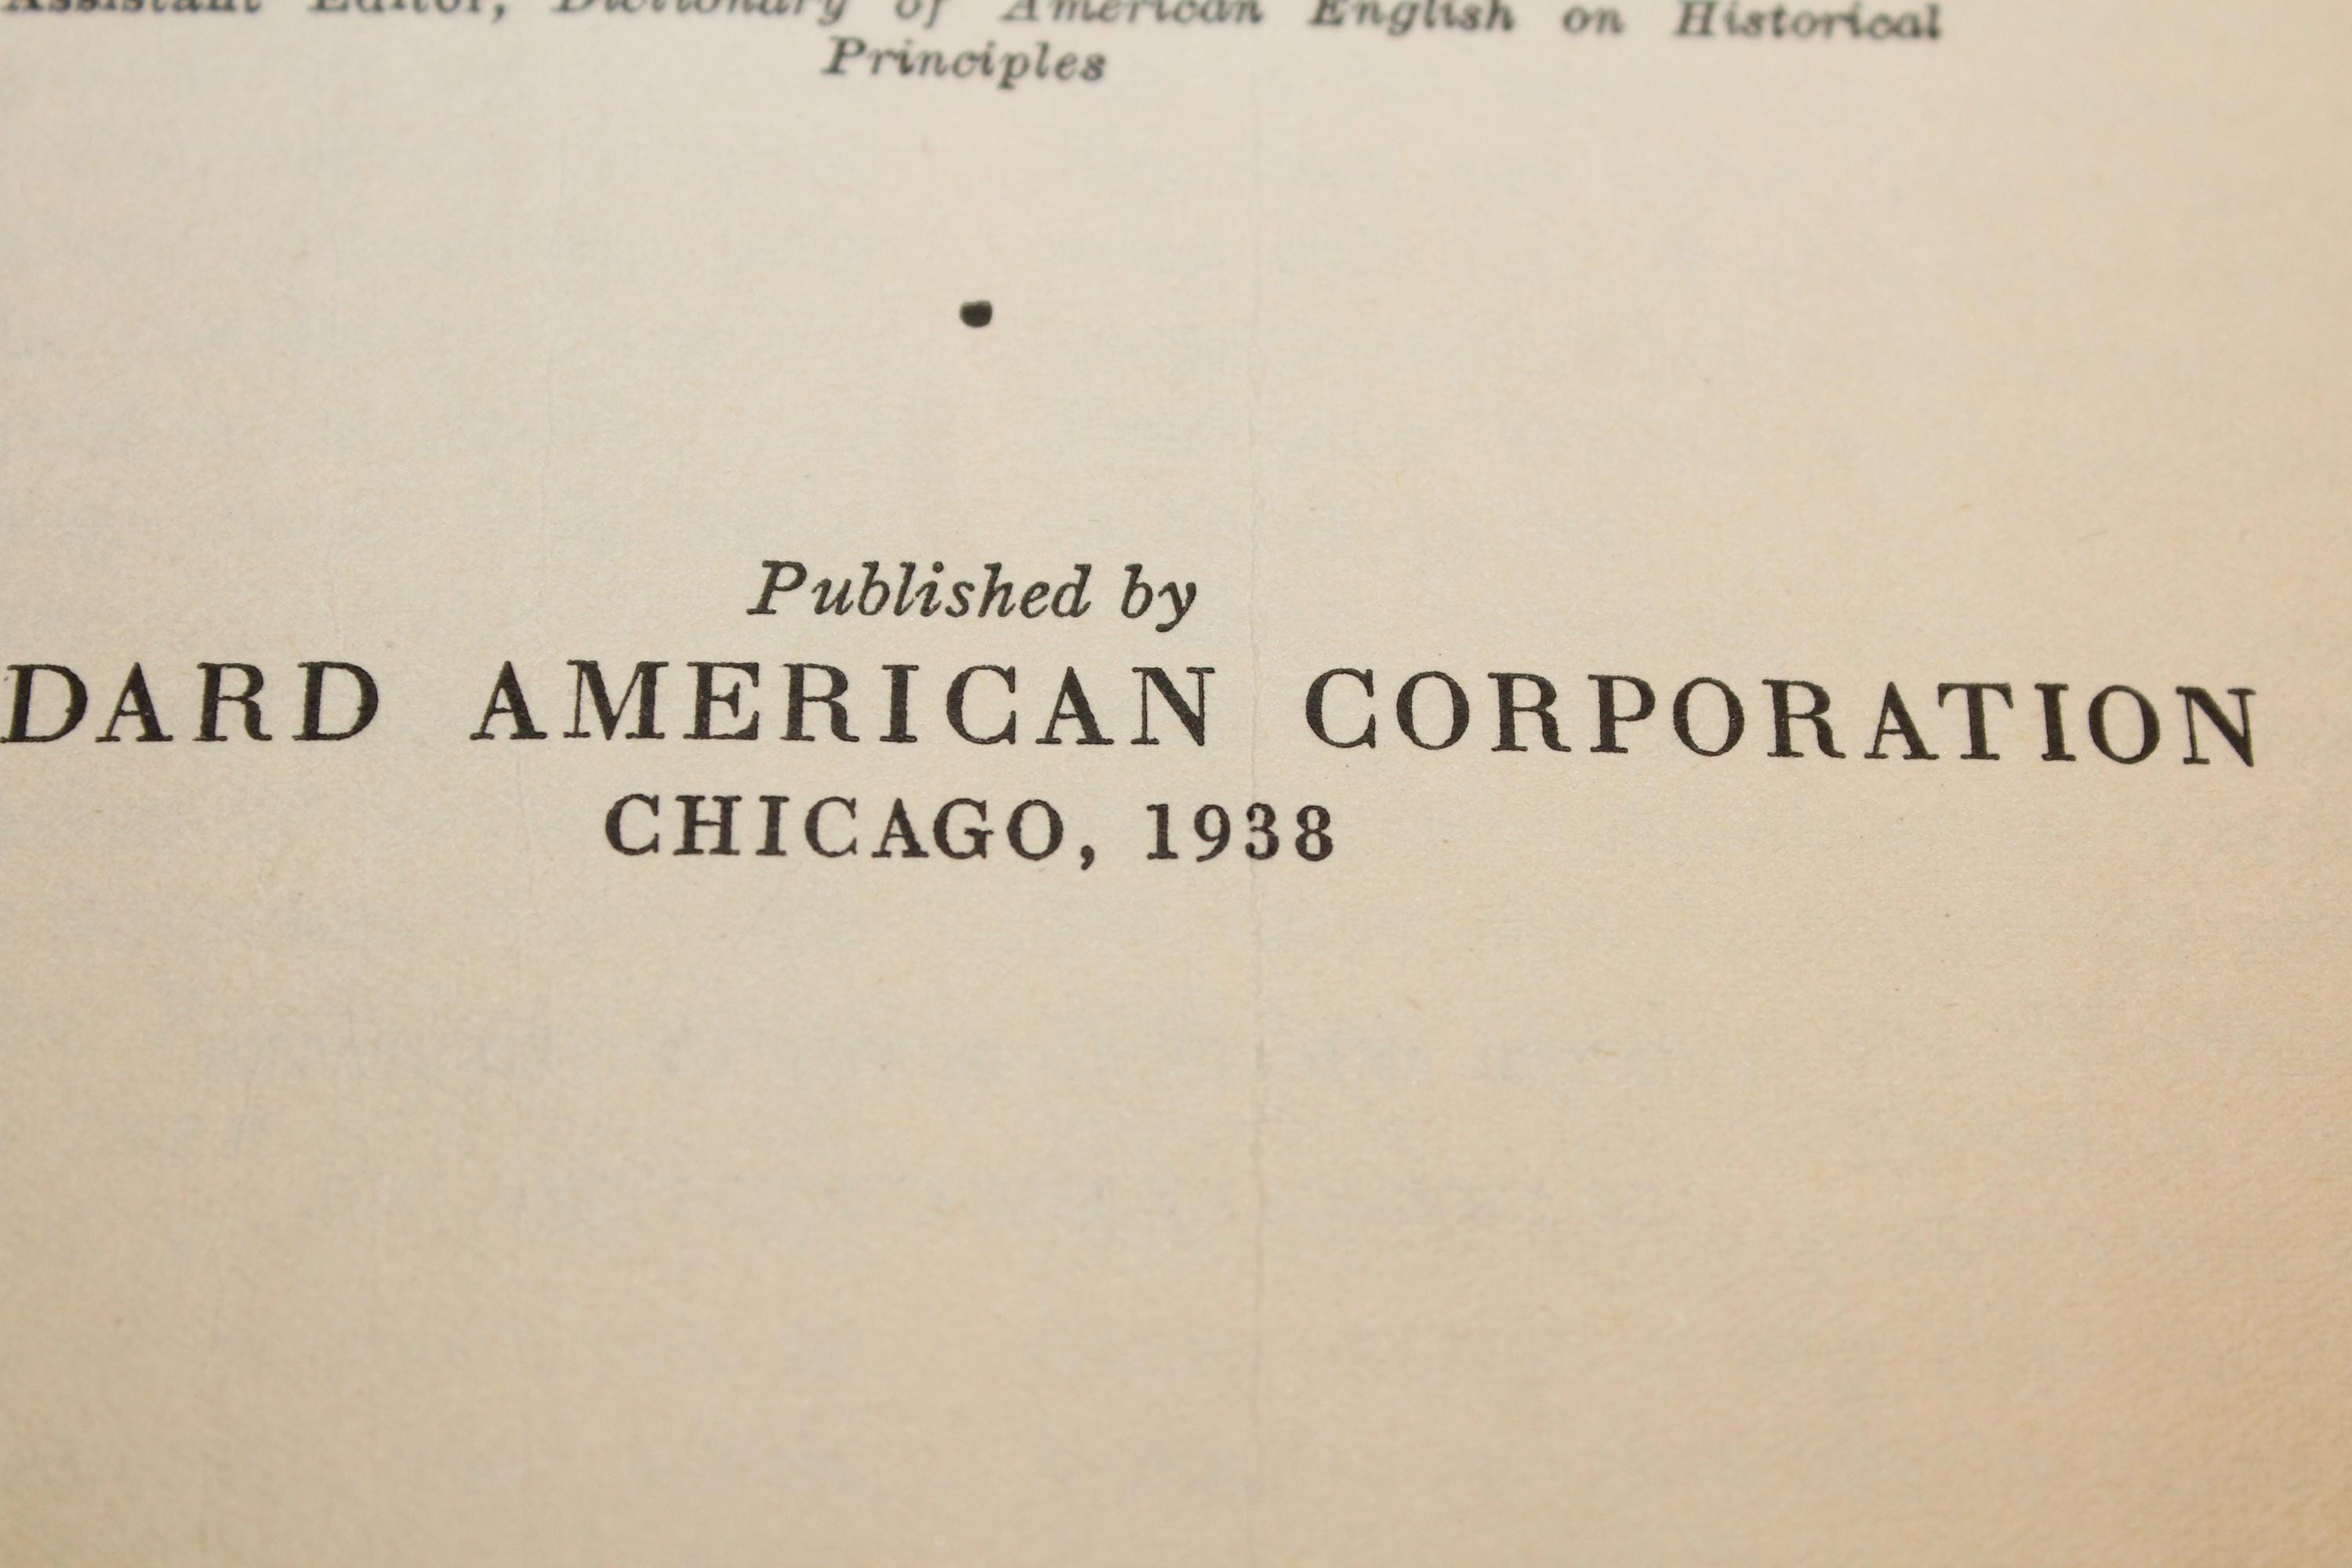 Assistant Editor, Dictionary of American English on Historical
Principles
Published by
DARD AMERICAN CORPORATION
CHICAGO, 1938